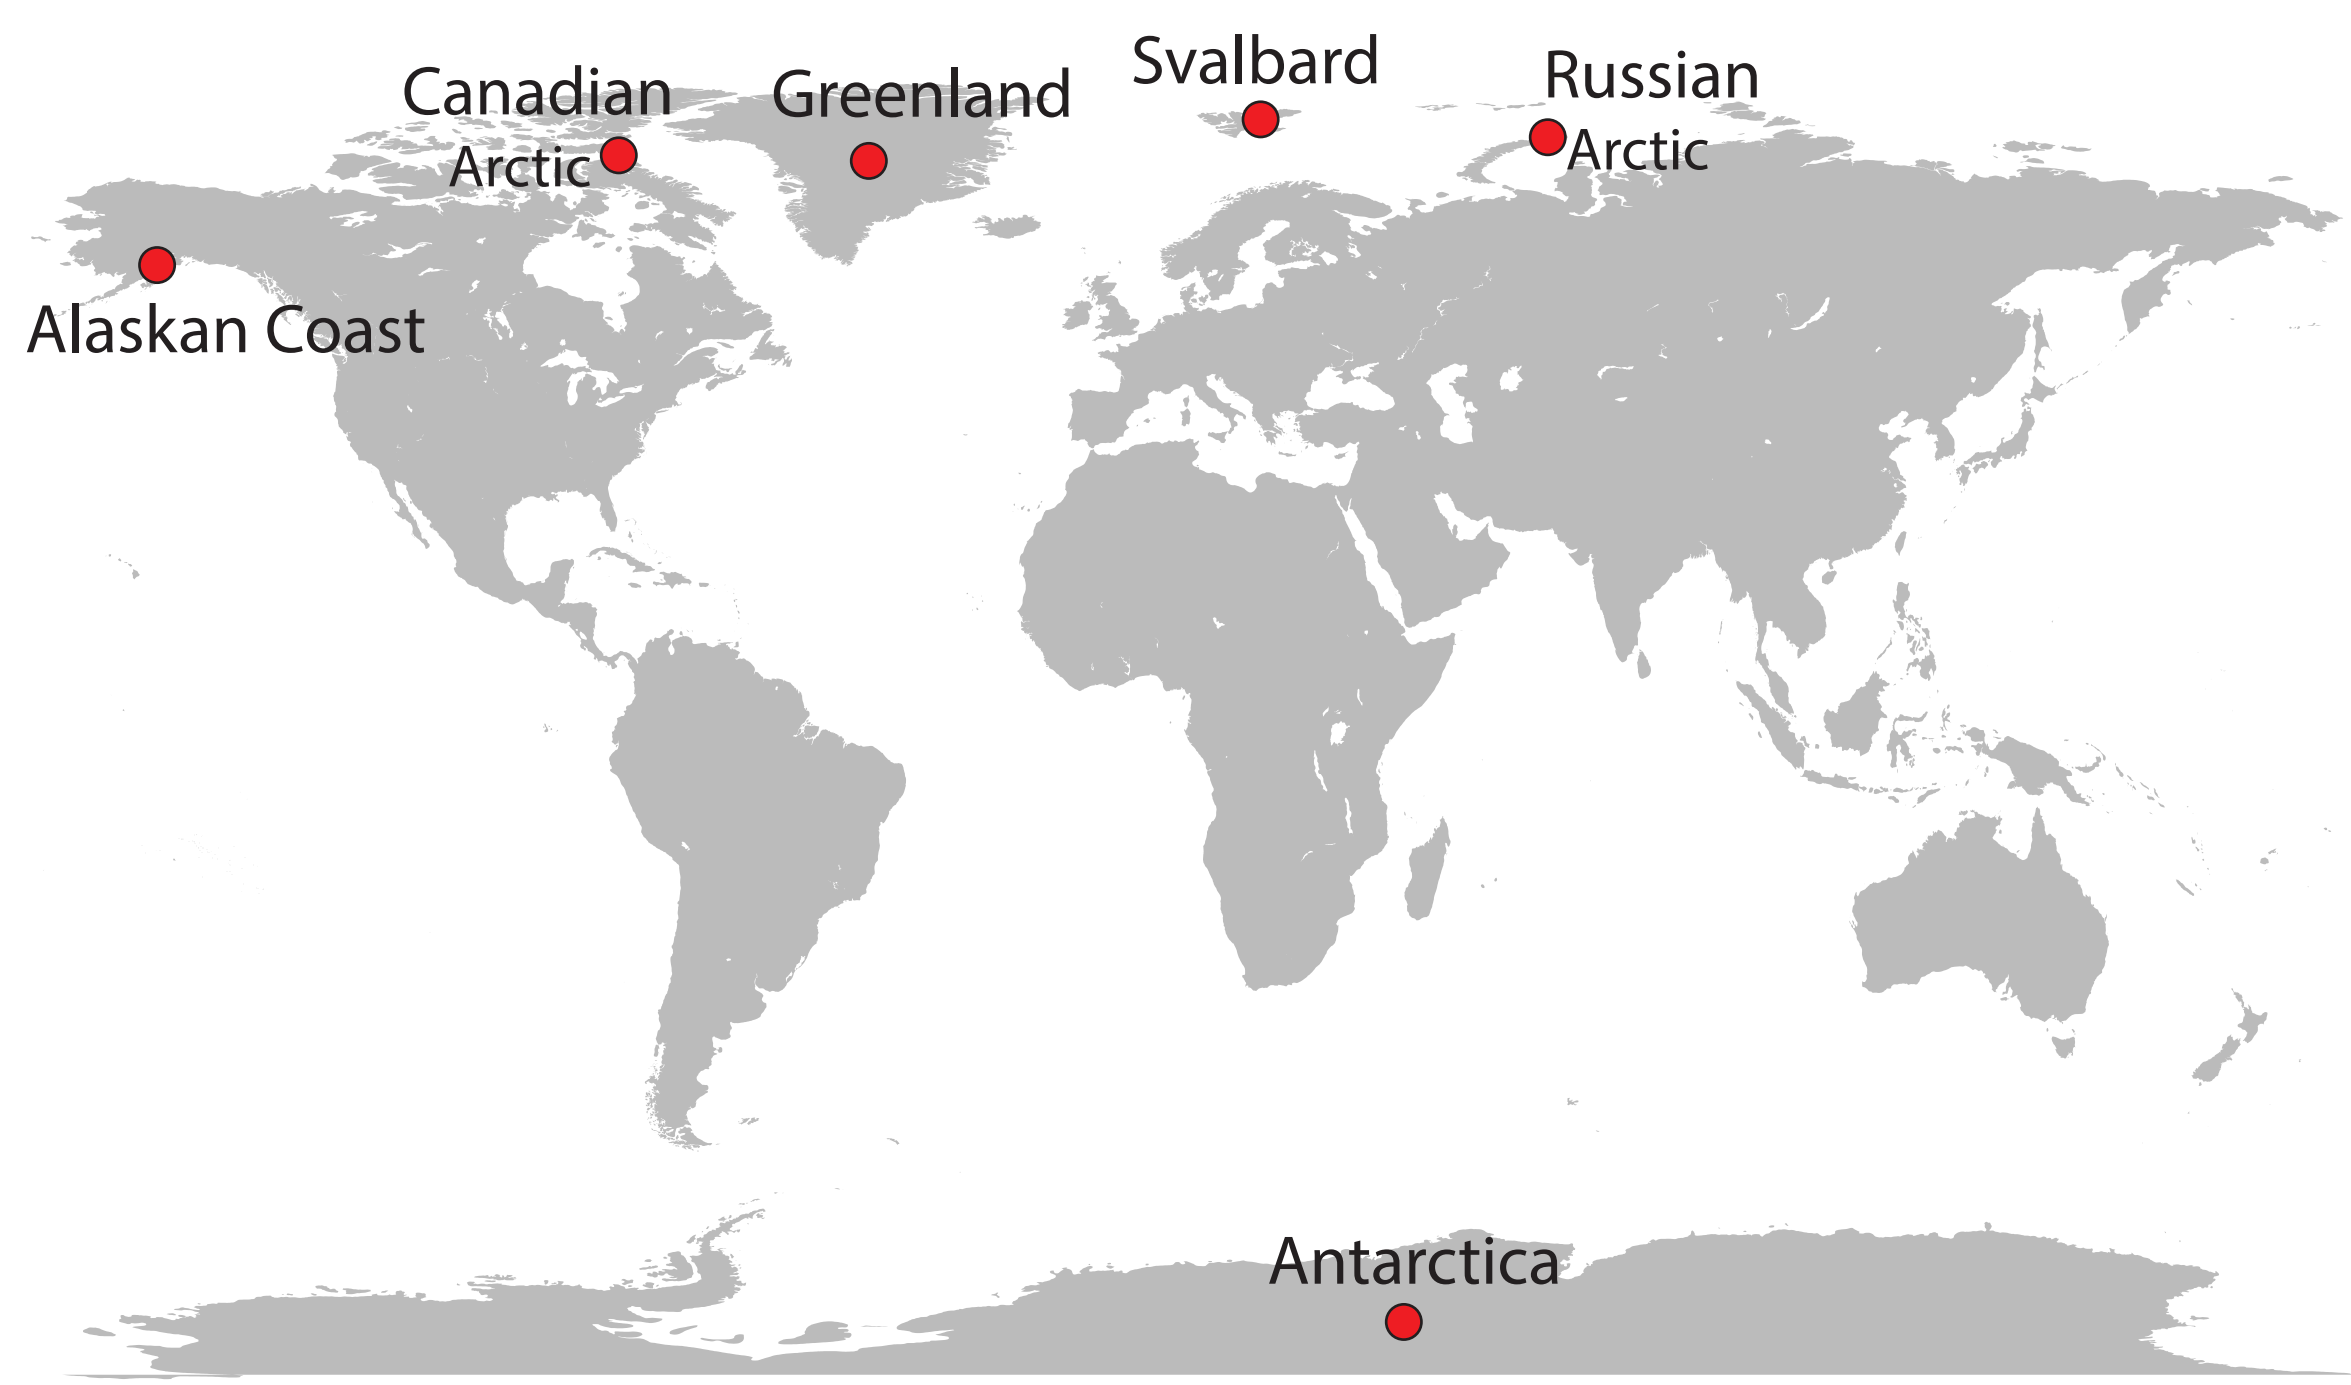 Svalbard
Russian
Arctic
Canadian
Arctic
Greenland
Alaskan Coast
Antarctica